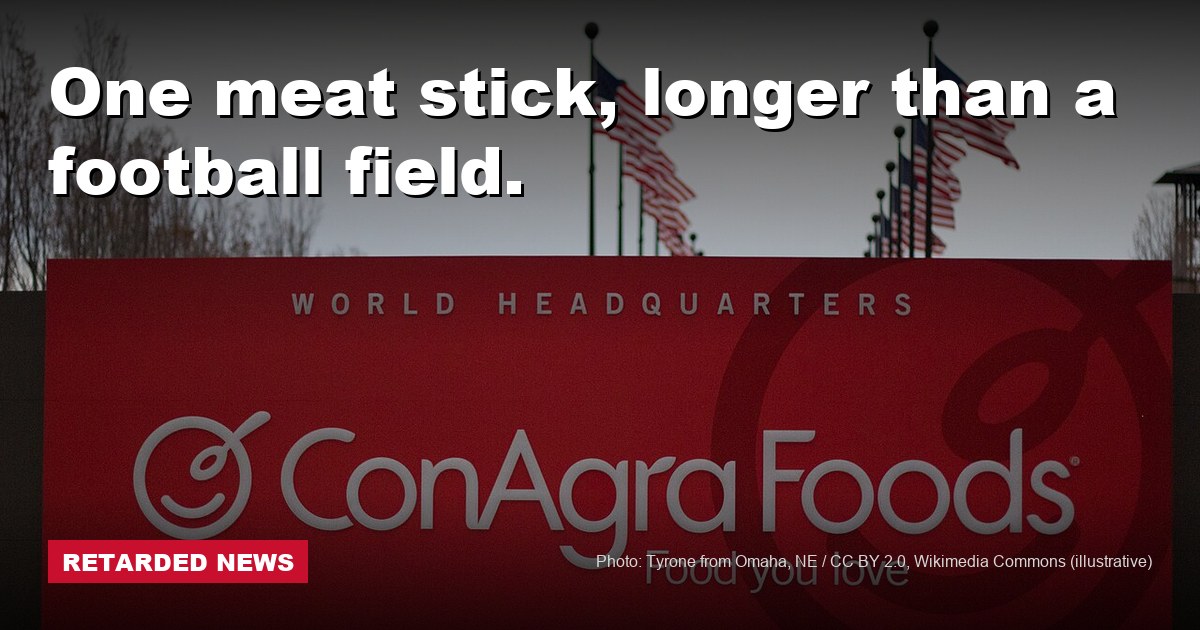 One meat stick, longer than a
football field.
WORLD HEADQUARTERS
ConAgra Foods®
Food you love
RETARDED NEWS
Photo: Tyrone from Omaha, NE / CC BY 2.0, Wikimedia Commons (illustrative)